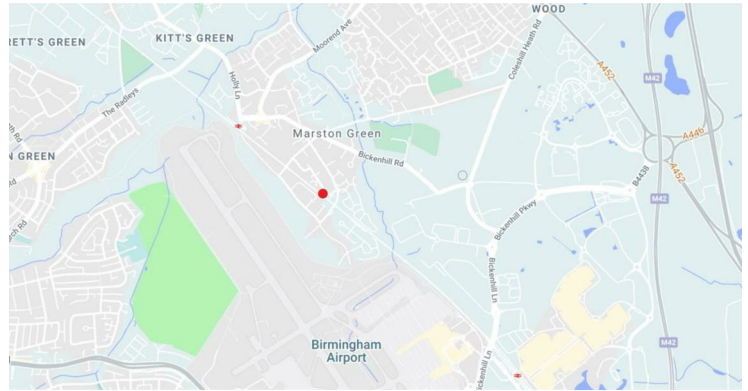 WOOD
RETT'S GREEN
KITT'S GREEN
Moorend Ave
Coleshill Heath Rd
A452
M42
Holly Ln
The Radleys
A446
Marston Green
N GREEN
Bickenhill Rd
A452
B4438
M42
Bickenhill Pkwy
Bickenhill Ln
Birmingham
Airport
M42
Bickenhill Ln